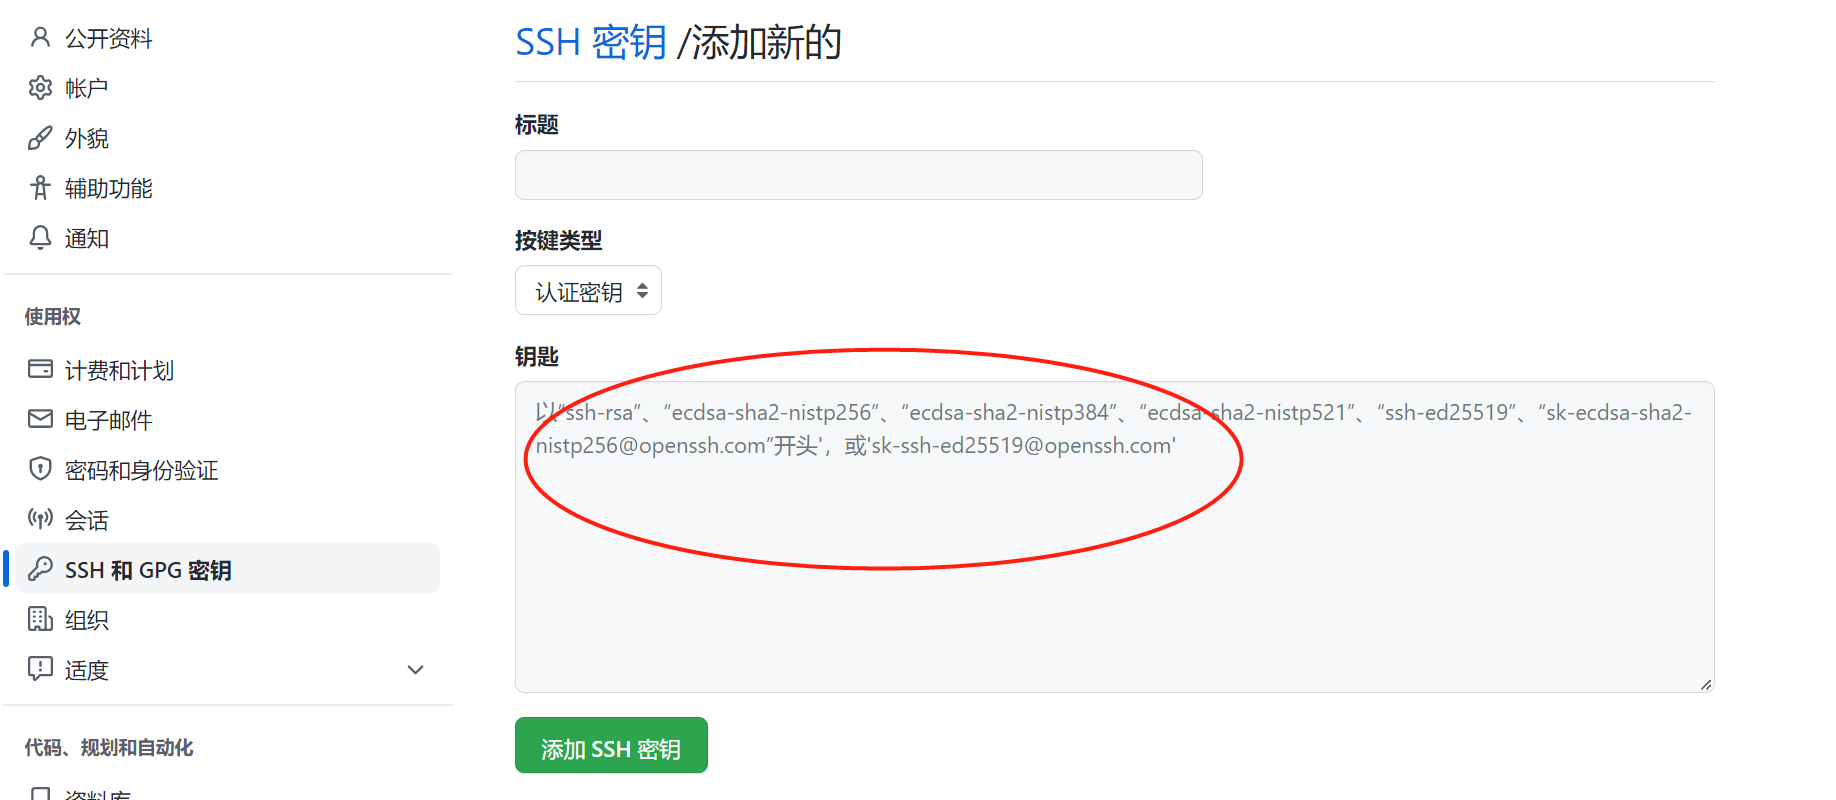 公开资料
帐户
外貌
辅助功能
通知
使用权
计费和计划
电子邮件
密码和身份验证
会话
SSH 和 GPG 密钥
组织
适度
代码、规划和自动化
资料库
SSH 密钥 /添加新的
标题
按键类型
认证密钥
钥匙
以“ssh-rsa”、“ecdsa-sha2-nistp256”、“ecdsa-sha2-nistp384”、“ecdsa-sha2-nistp521”、“ssh-ed25519”、“sk-ecdsa-sha2-
nistp256@openssh.com”开头'，或'sk-ssh-ed25519@openssh.com'
添加 SSH 密钥